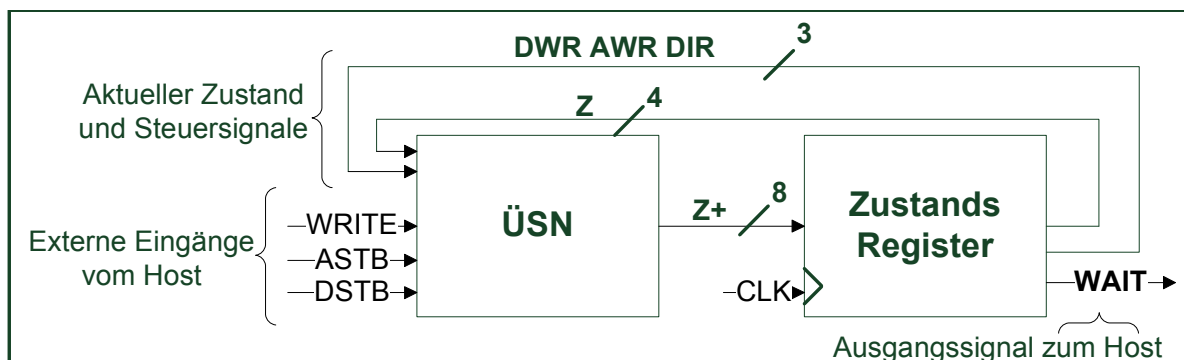 DWR AWR DIR
3
Aktueller Zustand
und Steuersignale
Z
4
Externe Eingänge
vom Host
WRITE
ASTB
DSTB
ÜSN
Z+
8
CLK
Zustands
Register
WAIT
Ausgangssignal zum Host